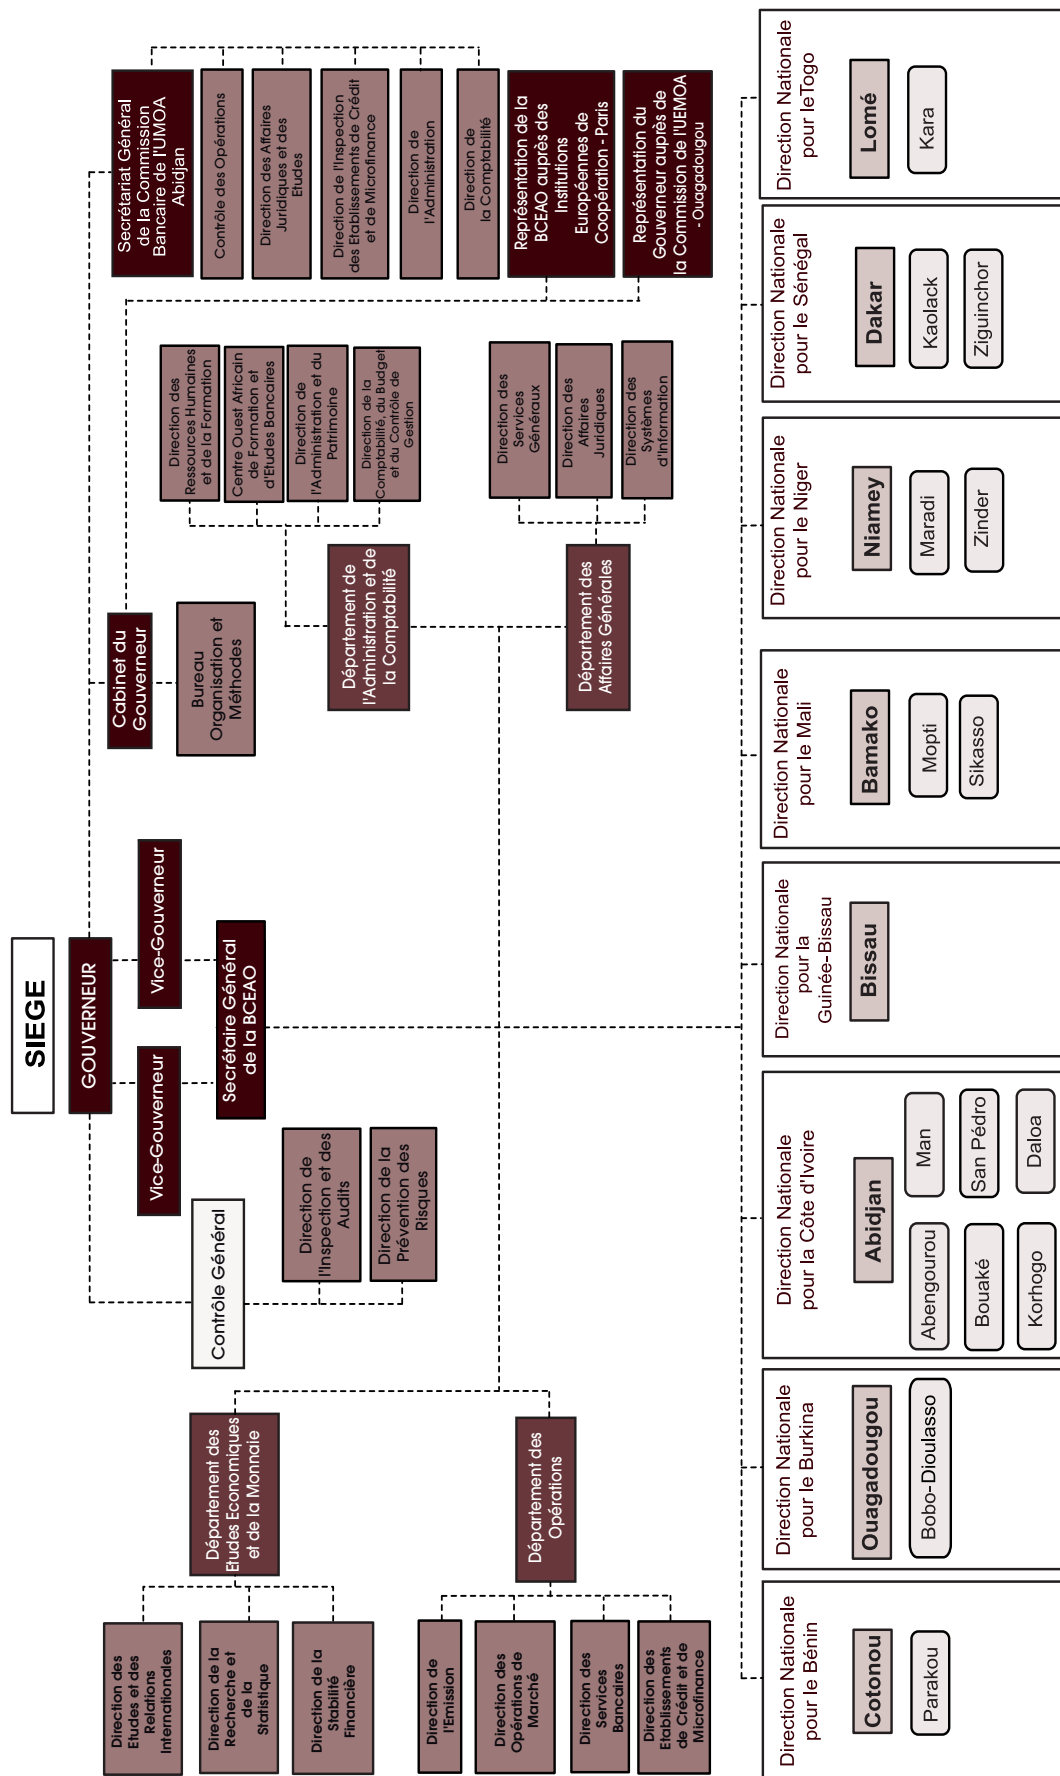 SIEGE
GOUVERNEUR
Vice-Gouverneur
Vice-Gouverneur
Secrétaire Général
de la BCEAO
Contrôle Général
Direction de
l'Inspection et des
Audits
Direction de la
Prévention des
Risques
Cabinet du
Gouverneur
Bureau
Organisation et
Méthodes
Secrétariat Général
de la Commission
Bancaire de l'UMOA
Abidjan
Contrôle des Opérations
Direction des Affaires
Juridiques et des
Etudes
Direction de l'Inspection
des Etablissements de Crédit
et de Microfinance
Direction de
l'Administration
Direction de
la Comptabilité
Représentation de la
BCEAO auprès des
Institutions
Européennes de
Coopération - Paris
Représentation du
Gouverneur auprès de
la Commission de l'UEMOA
- Ouagadougou
Département des
Etudes Economiques
et de la Monnaie
Direction des
Etudes et des
Relations
Internationales
Direction de la
Recherche et
de la
Statistique
Direction de la
Stabilité
Financière
Département des
Opérations
Direction de
l'Emission
Direction des
Opérations de
Marché
Direction des
Services
Bancaires
Direction des
Etablissements
de Crédit et de
Microfinance
Département de
l'Administration et de
la Comptabilité
Direction des
Ressources Humaines
et de la Formation
Centre Ouest Africain
de Formation et
d'Etudes Bancaires
Direction de
l'Administration et du
Patrimoine
Direction de la
Comptabilité, du Budget
et du Contrôle de
Gestion
Département des
Affaires Générales
Direction des
Services
Généraux
Direction des
Affaires
Juridiques
Direction des
Systèmes
d'Information
Direction Nationale
pour le Bénin
Cotonou
Parakou
Direction Nationale
pour le Burkina
Ouagadougou
Bobo-Dioulasso
Direction Nationale
pour la Côte d'Ivoire
Abidjan
Abengourou
Man
Bouaké
San Pédro
Korhogo
Daloa
Direction Nationale
pour la
Guinée-Bissau
Bissau
Direction Nationale
pour le Mali
Bamako
Mopti
Sikasso
Direction Nationale
pour le Niger
Niamey
Maradi
Zinder
Direction Nationale
pour le Sénégal
Dakar
Kaolack
Ziguinchor
Direction Nationale
pour leTogo
Lomé
Kara